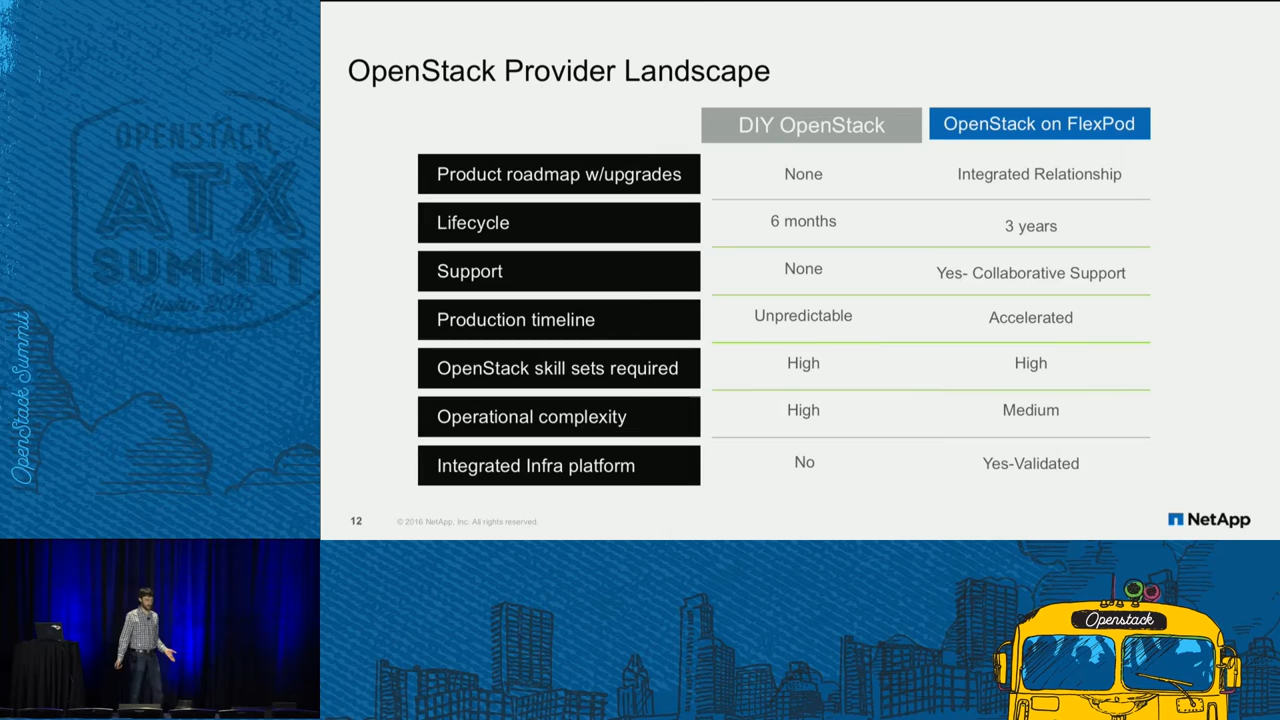 OpenStack Provider Landscape
DIY OpenStack
OpenStack on FlexPod
Product roadmap w/upgrades
None
Integrated Relationship
Lifecycle
6 months
3 years
Support
None
Yes- Collaborative Support
Production timeline
Unpredictable
Accelerated
OpenStack skill sets required
High
High
Operational complexity
High
Medium
Integrated Infra platform
No
Yes-Validated
12
© 2016 NetApp, Inc. All rights reserved.
NetApp
OPENSTACK
ATX
SUMMIT
Austin 2016
OpenStack Summit
Openstack